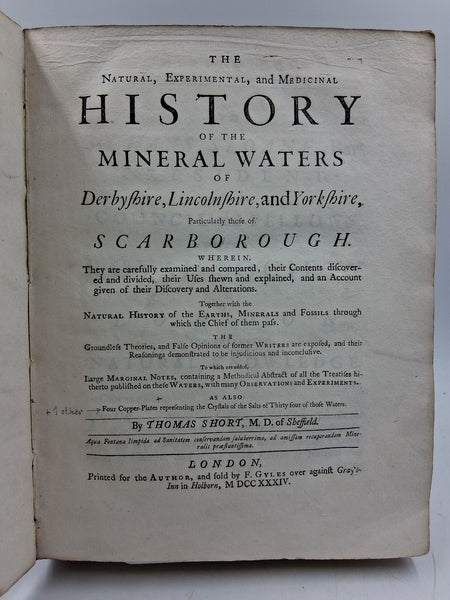 THE
NATURAL, EXPERIMENTAL, and MEDICINAL
HISTORY
OF THE
MINERAL WATERS
OF
Derbyſhire, Lincolnſhire, and Yorkſhire,
Particularly thoſe of
SCARBOROUGH.
WHEREIN,
They are carefully examined and compared, their Contents diſcover-
ed and divided, their Uſes ſhewn and explained, and an Account
given of their Diſcovery and Alterations.
Together with the
NATURAL HISTORY of the EARTHS, MINERALS and FOSSILS through
which the Chief of them paſs.
THE
Groundleſs Theories, and Falſe Opinions of former WRITERS are expoſed, and their
Reaſonings demonſtrated to be injudicious and inconcluſive.
To which are added,
Large MARGINAL NOTES, containing a Methodical Abſtract of all the Treatiſes hi-
therto publiſhed on theſe WATERS, with many OBSERVATIONS and EXPERIMENTS.
AS ALSO
+ 1 other → Four Copper-Plates repreſenting the Cryſtals of the Salts of Thirty four of thoſe Waters.
By THOMAS SHORT, M. D. of Sheffield.
Aqua Fontana limpida ad Sanitatem conſervandam ſaluberrima, ad amiſſam recuperandam Mine-
ralis præſtantiſſima.
LONDON,
Printed for the AUTHOR, and ſold by F. GYLES over againſt Gray's-
Inn in Holborn, M DCC XXXIV.